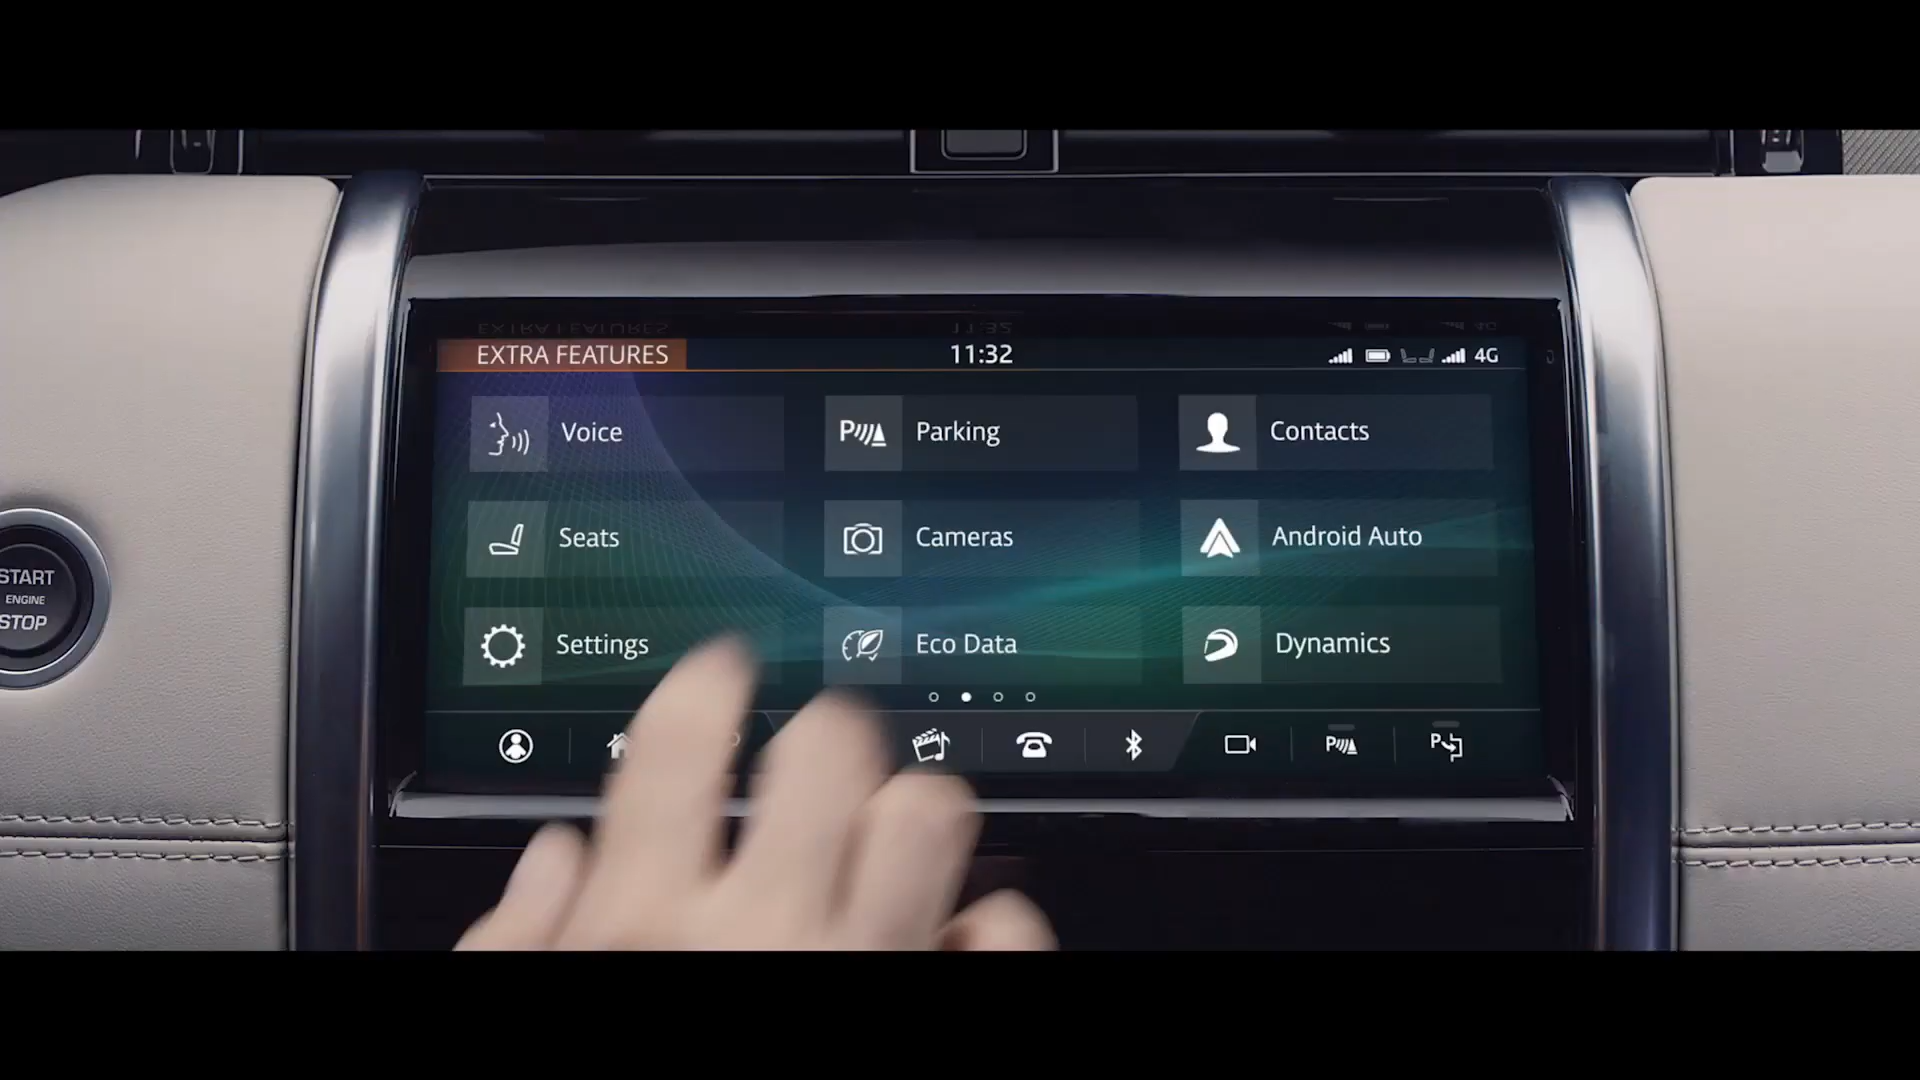 EXTRA FEATURES 11:32 4G
Voice Parking Contacts
Seats Cameras Android Auto
START
ENGINE
STOP
Settings Eco Data Dynamics